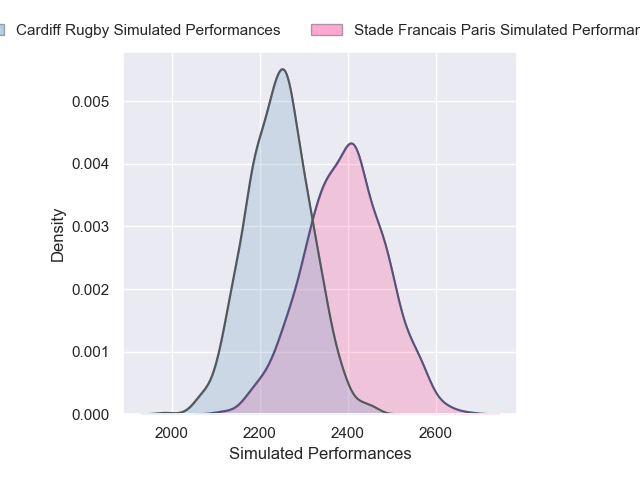 Cardiff Rugby Simulated Performances
Stade Francais Paris Simulated Performar
0.005
0.004
0.003
0.002
0.001
0.000
Density
2000
2200
2400
2600
Simulated Performances